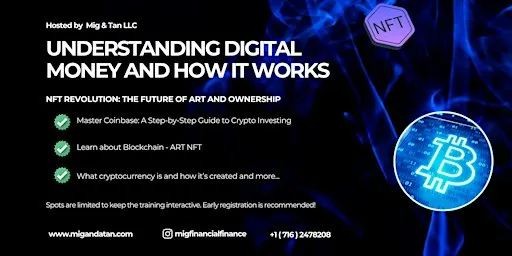 Hosted by Mig & Tan LLC
NFT
UNDERSTANDING DIGITAL
MONEY AND HOW IT WORKS
NFT REVOLUTION: THE FUTURE OF ART AND OWNERSHIP
Master Coinbase: A Step-by-Step Guide to Crypto Investing
Learn about Blockchain - ART NFT
What cryptocurrency is and how it's created and more...
Spots are limited to keep the training interactive. Early registration is recommended!
www.migandatan.com
migfinancialfinance
+1 ( 716 ) 2478208